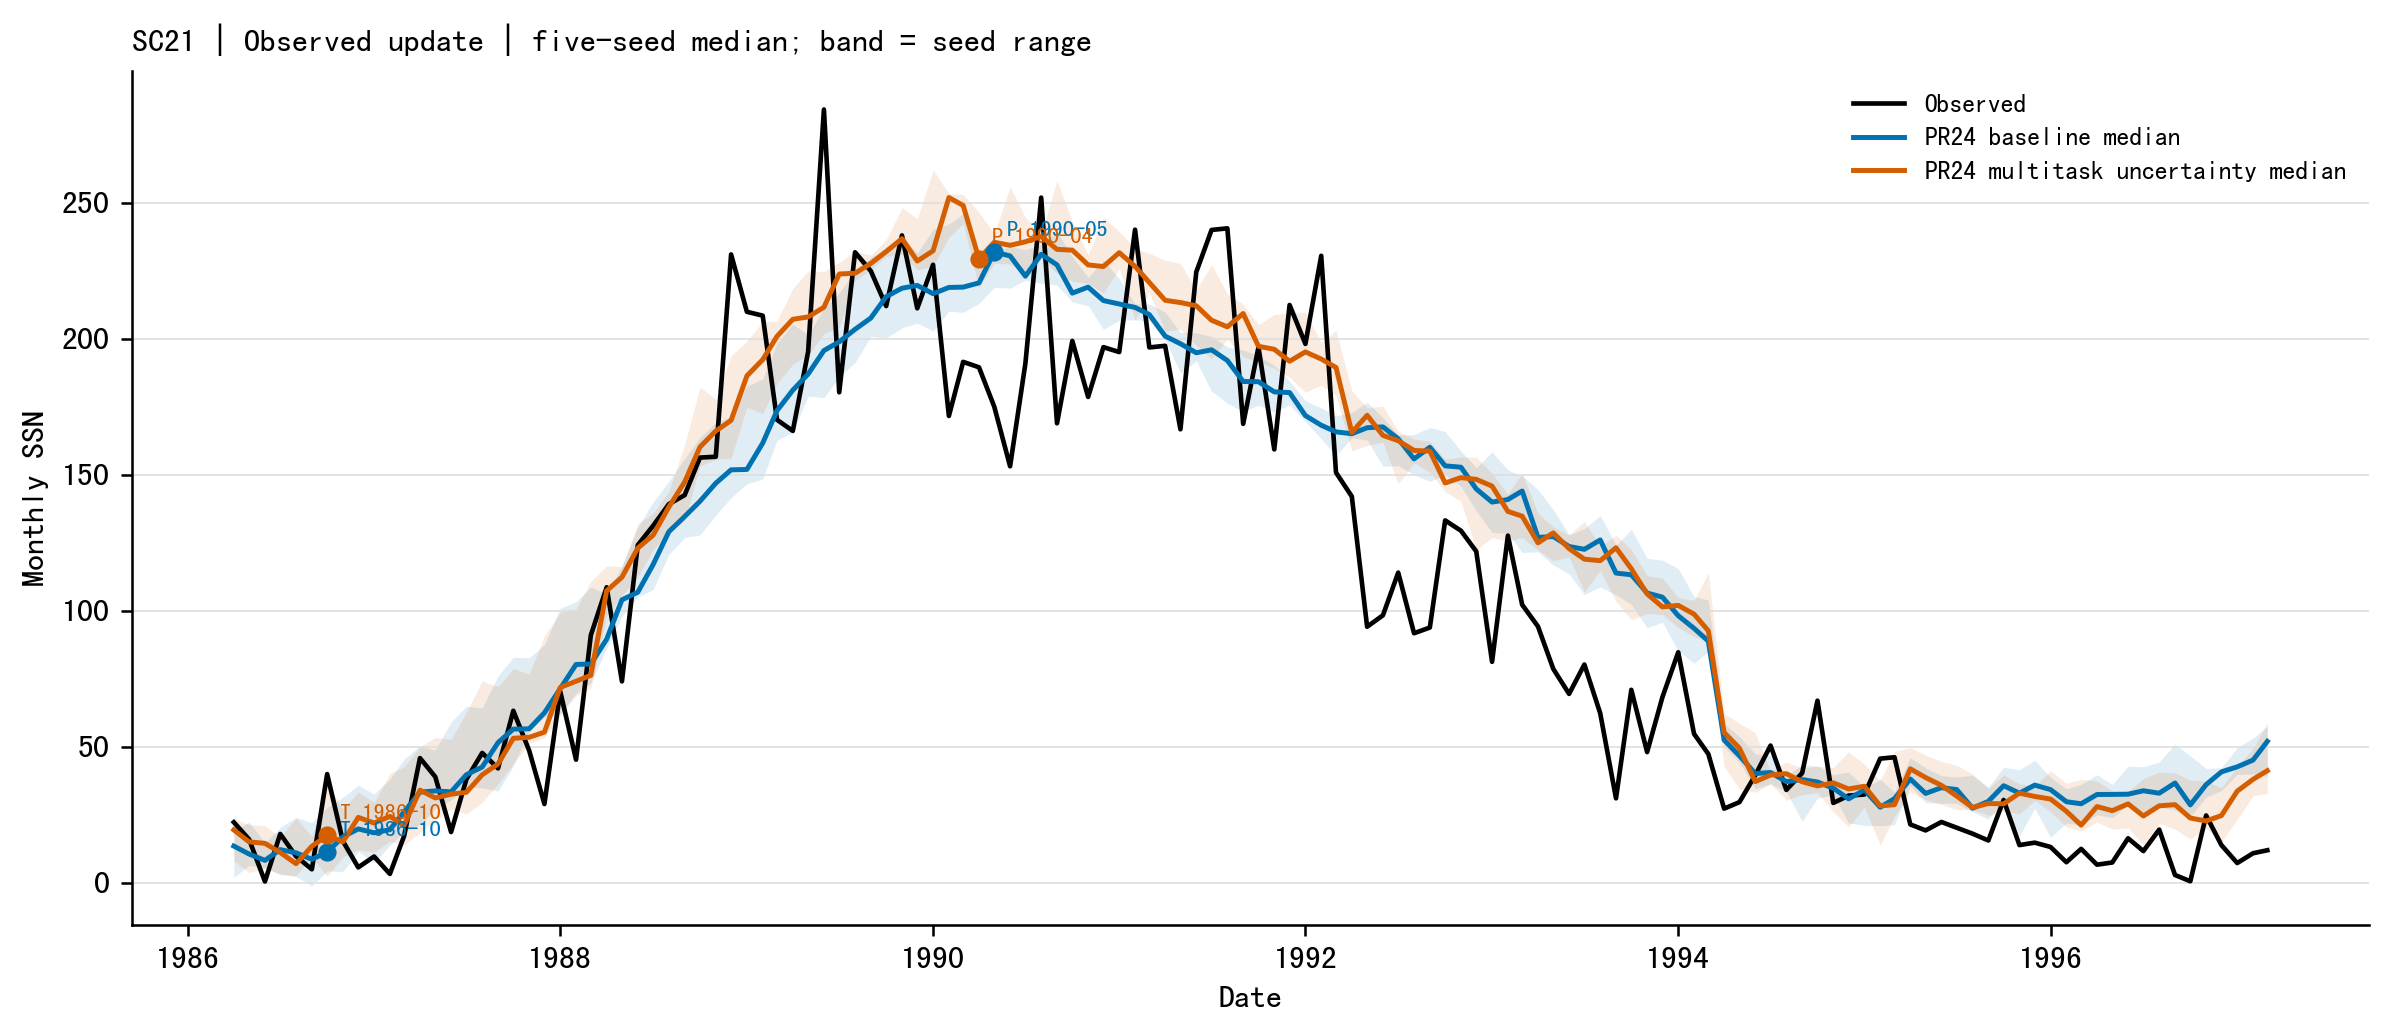 SC21 | Observed update | five-seed median; band = seed range
Observed
PR24 baseline median
PR24 multitask uncertainty median
250
200
150
100
50
0
Monthly SSN
P 1990-05
P 1990-04
T 1986-10
T 1986-10
1986
1988
1990
1992
1994
1996
Date